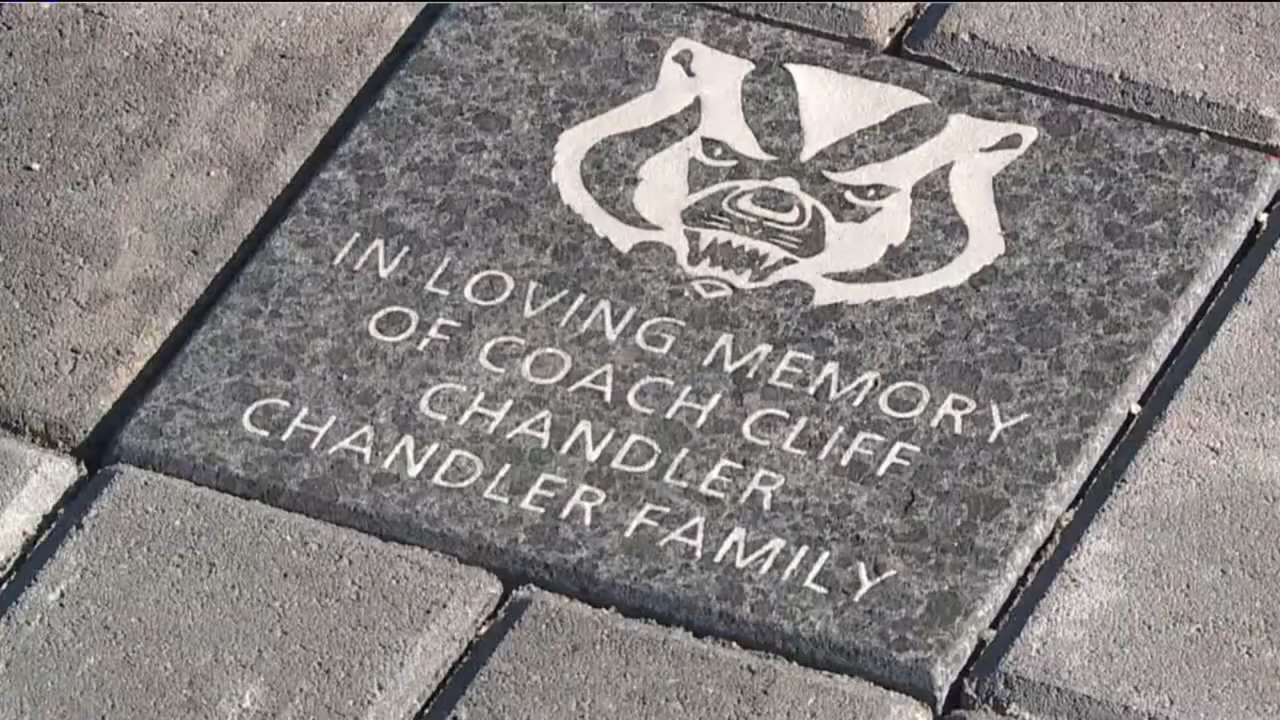 IN LOVING MEMORY
OF COACH CLIFF
CHANDLER
CHANDLER FAMILY